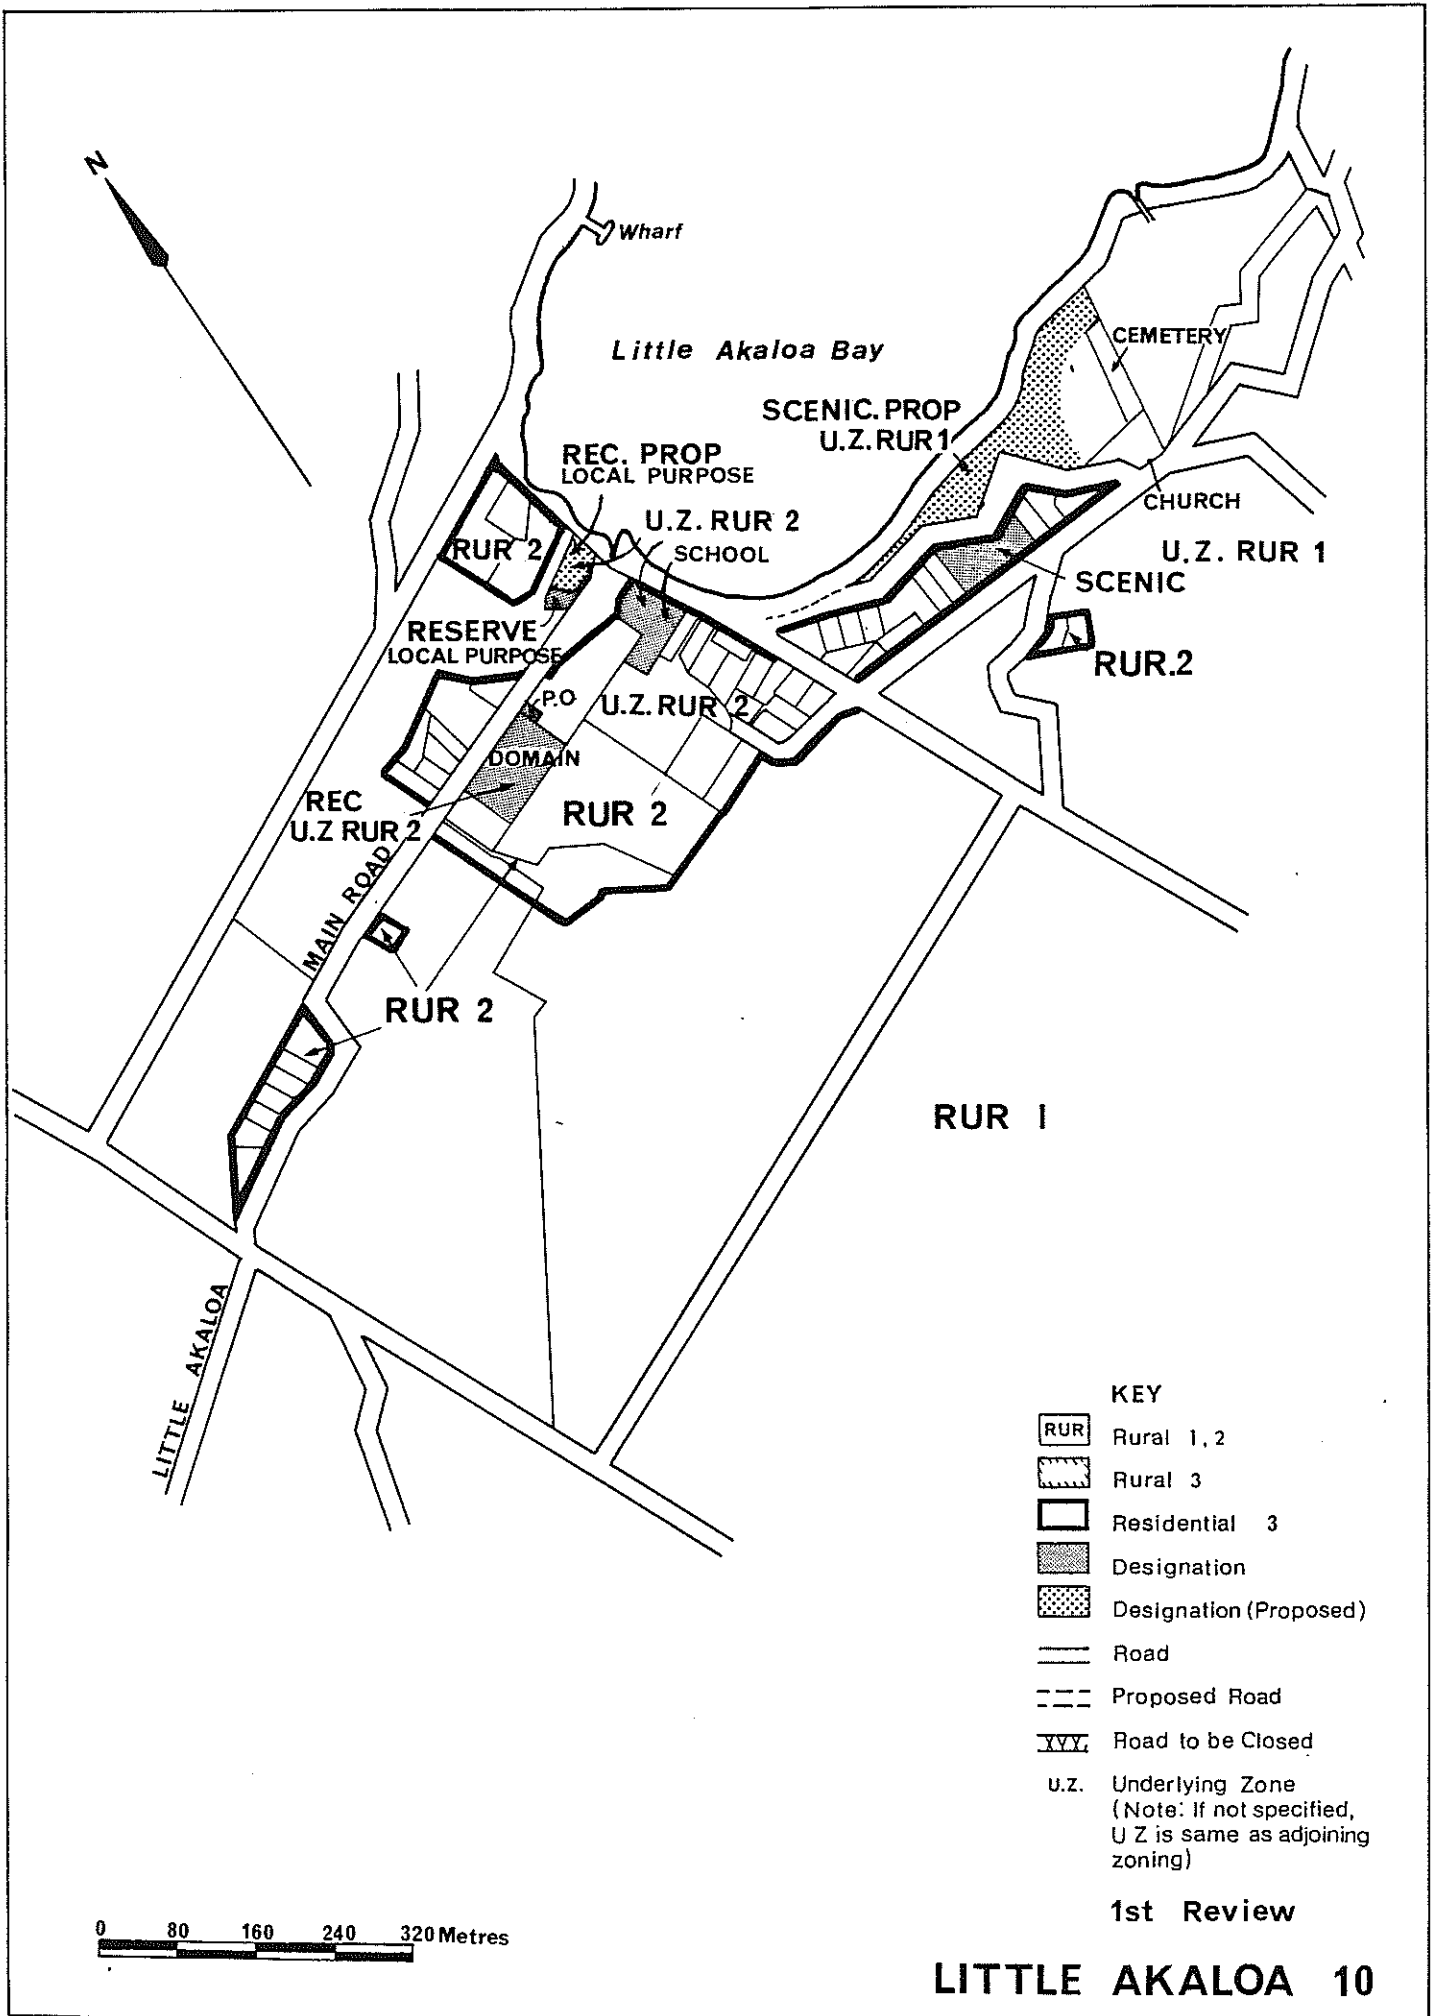 N
Wharf
Little Akaloa Bay
CEMETERY
SCENIC. PROP
U.Z. RUR 1
REC. PROP
LOCAL PURPOSE
U.Z. RUR 2
SCHOOL
CHURCH
RUR 2
U.Z. RUR 1
SCENIC
RESERVE
LOCAL PURPOSE
RUR.2
P.O
U.Z. RUR 2
DOMAIN
REC
U.Z RUR 2
RUR 2
MAIN ROAD
RUR 2
RUR 1
LITTLE AKALOA
KEY
RUR Rural 1, 2
Rural 3
Residential 3
Designation
Designation (Proposed)
Road
Proposed Road
Road to be Closed
U.Z. Underlying Zone
(Note: If not specified,
U Z is same as adjoining
zoning)
1st Review
0 80 160 240 320 Metres
LITTLE AKALOA 10